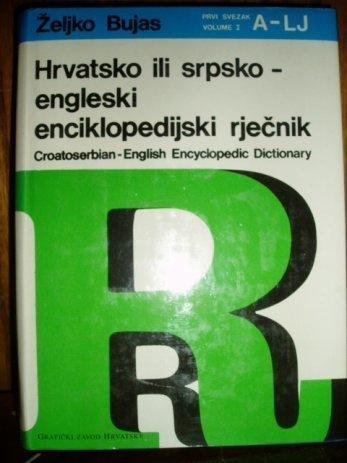 Željko Bujas
PRVI SVEZAK
VOLUME I
A-LJ
Hrvatsko ili srpsko -
engleski
enciklopedijski rječnik
Croatoserbian-English Encyclopedic Dictionary
R
R
GRAFIČKI ZAVOD HRVATSKE